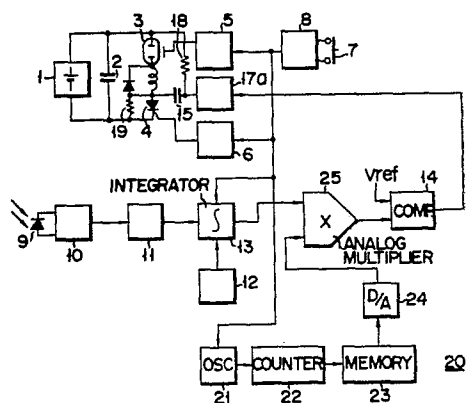 3
18
5
8
7
1
2
17a
19
4
15
6
INTEGRATOR
25
Vref
14
∫
X
COMP
ANALOG
MULTIPLIER
9
10
11
13
12
D/A
24
OSC
COUNTER
MEMORY
20
21
22
23